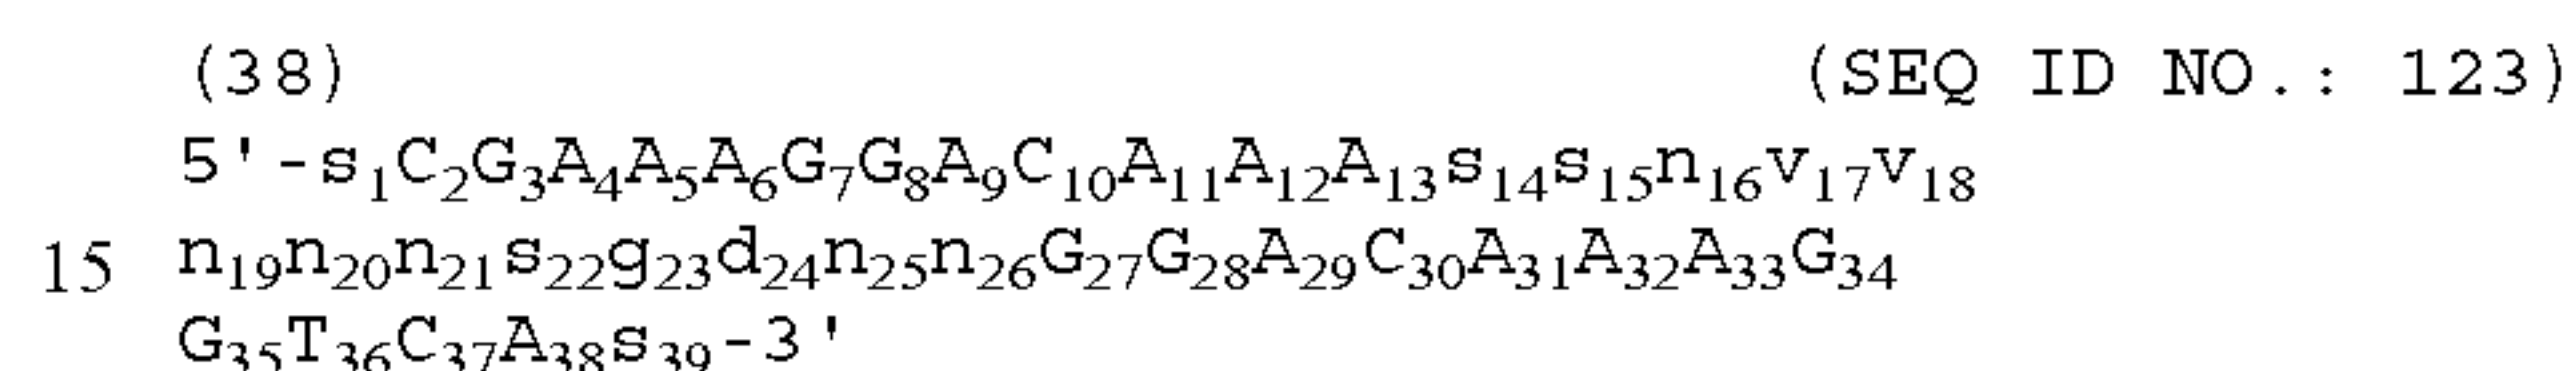 (38) (SEQ ID NO.: 123)
5'-s₁C₂G₃A₄A₅A₆G₇G₈A₉C₁₀A₁₁A₁₂A₁₃s₁₄s₁₅n₁₆v₁₇v₁₈
15 n₁₉n₂₀n₂₁s₂₂g₂₃d₂₄n₂₅n₂₆G₂₇G₂₈A₂₉C₃₀A₃₁A₃₂A₃₃G₃₄
G₃₅T₃₆C₃₇A₃₈s₃₉-3'